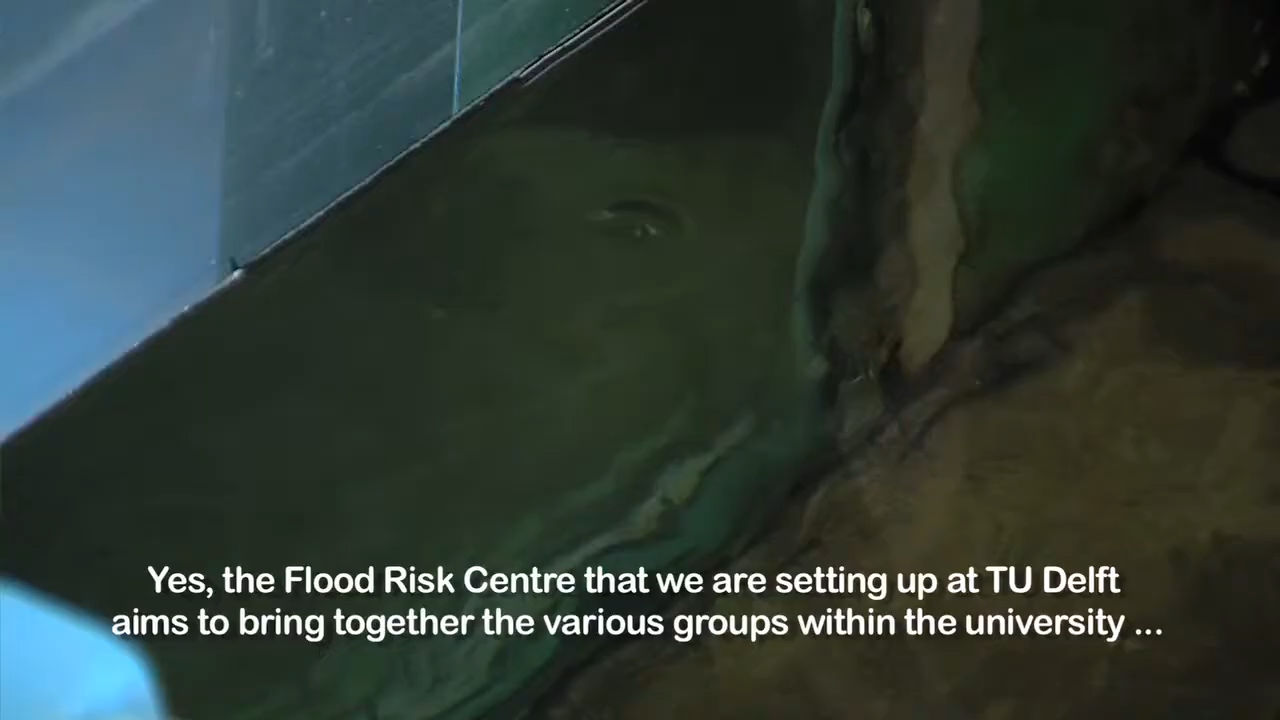 Yes, the Flood Risk Centre that we are setting up at TU Delft
aims to bring together the various groups within the university ...